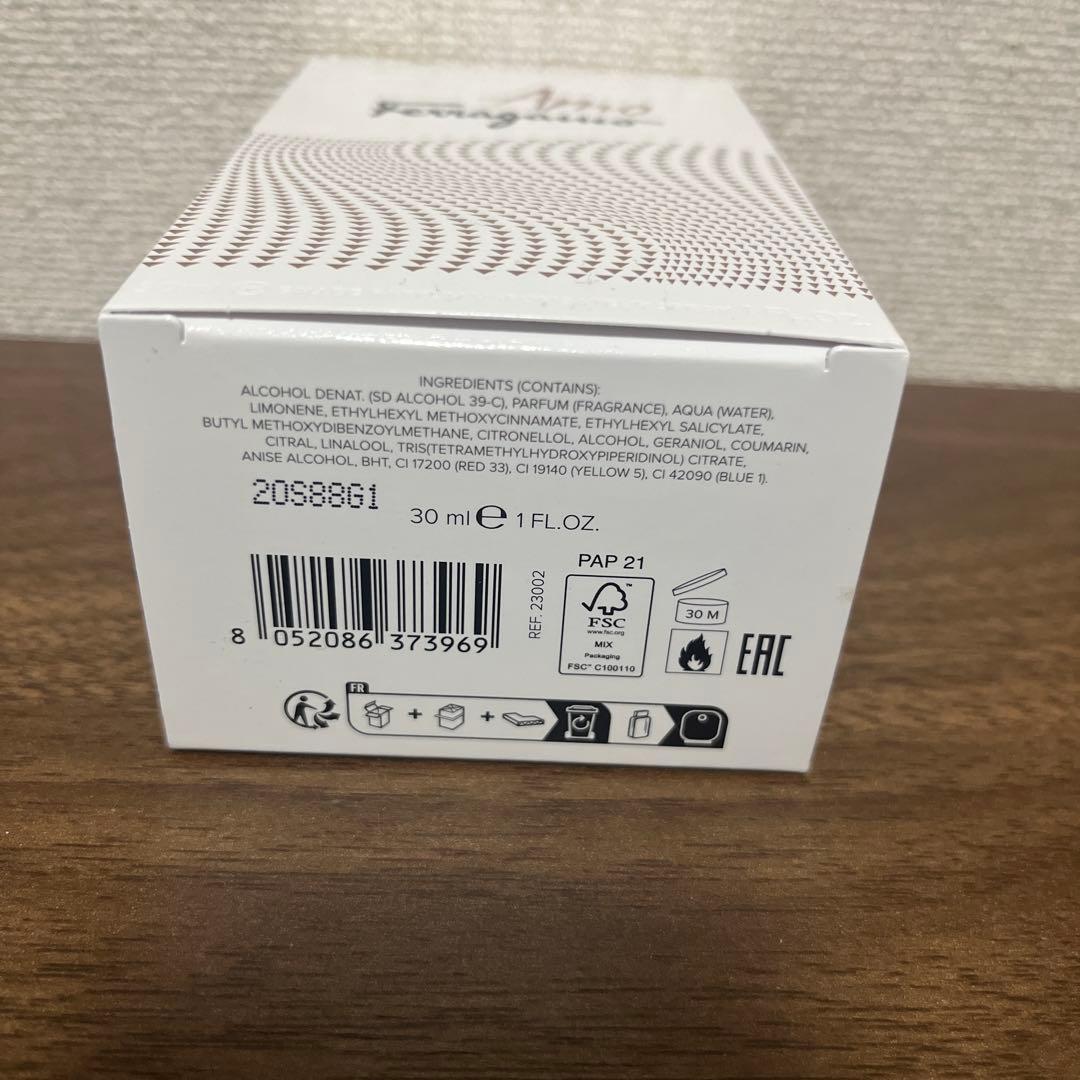 Amo
Ferragamo
INGREDIENTS (CONTAINS):
ALCOHOL DENAT. (SD ALCOHOL 39-C), PARFUM (FRAGRANCE), AQUA (WATER),
LIMONENE, ETHYLHEXYL METHOXYCINNAMATE, ETHYLHEXYL SALICYLATE,
BUTYL METHOXYDIBENZOYLMETHANE, CITRONELLOL, ALCOHOL, GERANIOL, COUMARIN,
CITRAL, LINALOOL, TRIS(TETRAMETHYLHYDROXYPIPERIDINOL) CITRATE,
ANISE ALCOHOL, BHT, CI 17200 (RED 33), CI 19140 (YELLOW 5), CI 42090 (BLUE 1).
20S88G1
30 ml ℮ 1 FL.OZ.
8 052086 373969
REF. 23002
PAP 21
FSC™
www.fsc.org
MIX
Packaging
FSC™ C100110
30 M
EAC
FR